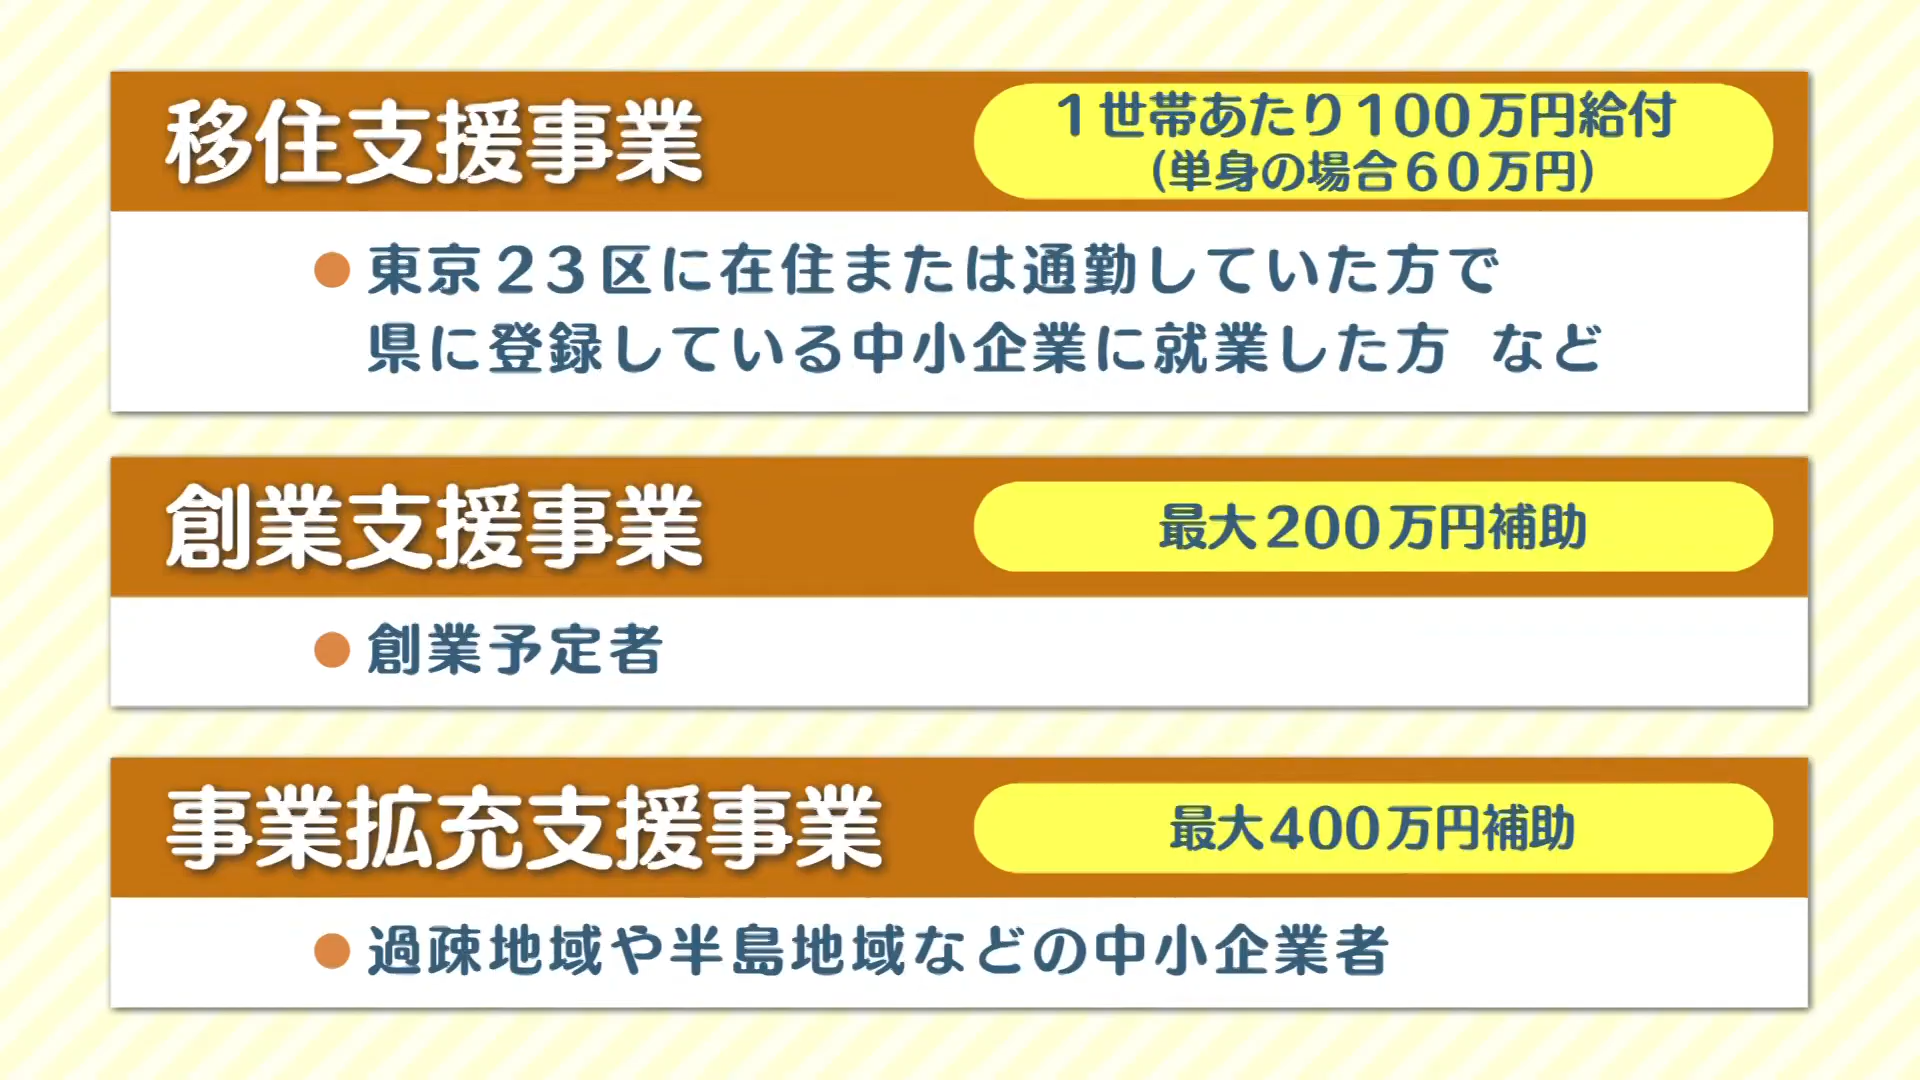 移住支援事業
１世帯あたり１００万円給付
(単身の場合６０万円)
東京２３区に在住または通勤していた方で
県に登録している中小企業に就業した方 など
創業支援事業
最大２００万円補助
創業予定者
事業拡充支援事業
最大４００万円補助
過疎地域や半島地域などの中小企業者